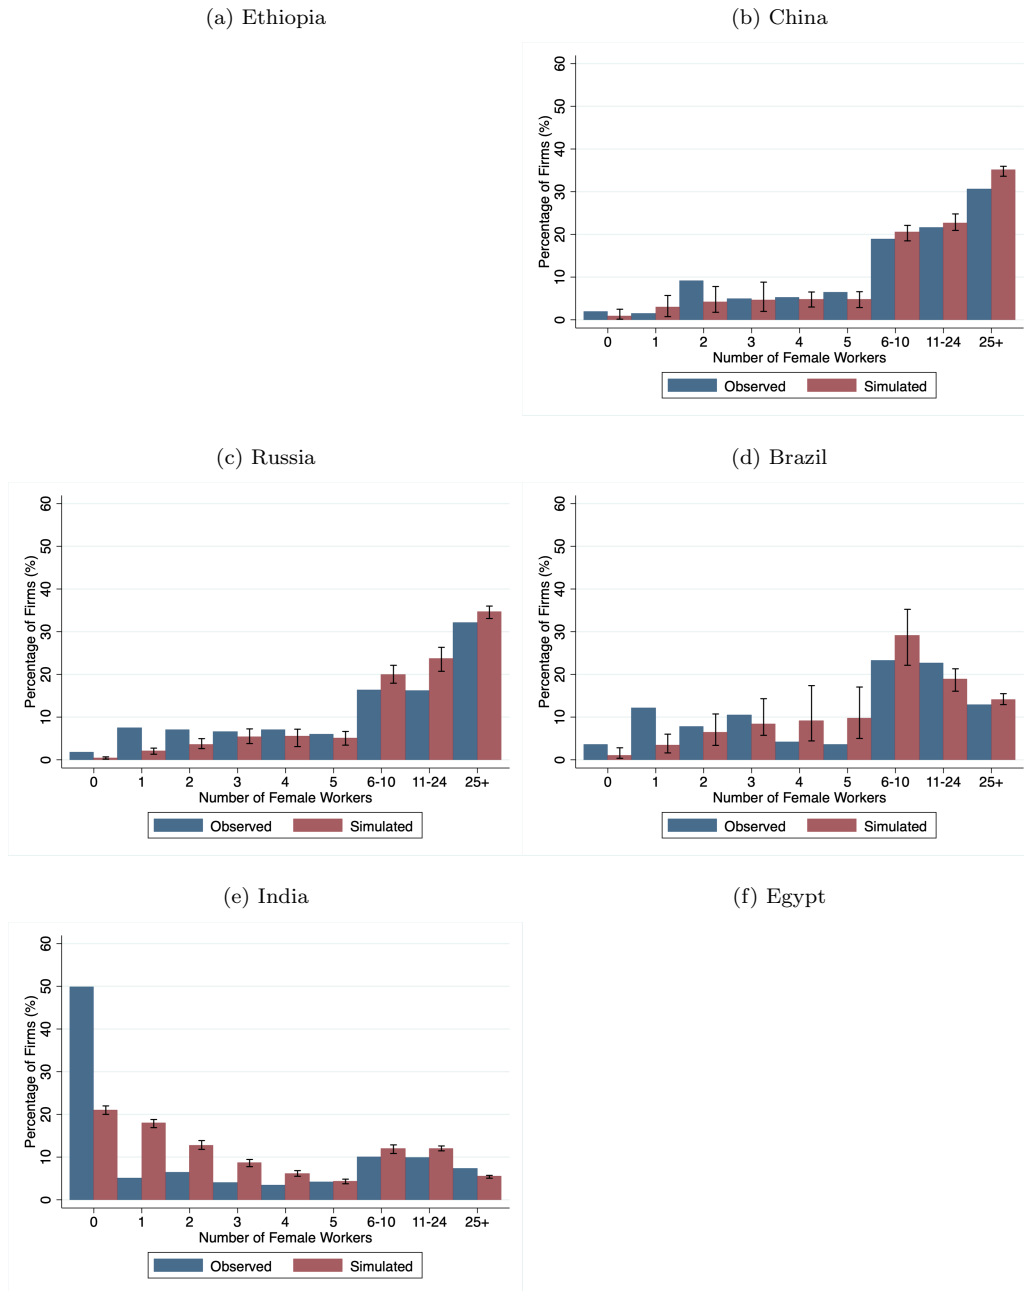 (a) Ethiopia
(b) China
Percentage of Firms (%)
60
50
40
30
20
10
0
0 1 2 3 4 5 6-10 11-24 25+
Number of Female Workers
Observed Simulated
(c) Russia
Percentage of Firms (%)
60
50
40
30
20
10
0
0 1 2 3 4 5 6-10 11-24 25+
Number of Female Workers
Observed Simulated
(d) Brazil
Percentage of Firms (%)
60
50
40
30
20
10
0
0 1 2 3 4 5 6-10 11-24 25+
Number of Female Workers
Observed Simulated
(e) India
Percentage of Firms (%)
60
50
40
30
20
10
0
0 1 2 3 4 5 6-10 11-24 25+
Number of Female Workers
Observed Simulated
(f) Egypt